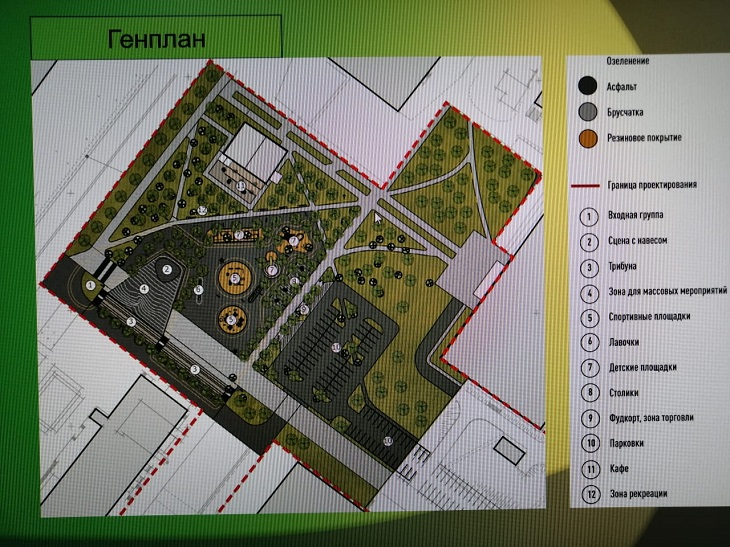 Генплан
Озеленение
Асфальт
Брусчатка
Резиновое покрытие
Граница проектирования
1 Входная группа
2 Сцена с навесом
3 Трибуна
4 Зона для массовых мероприятий
5 Спортивные площадки
6 Лавочки
7 Детские площадки
8 Столики
9 Фудкорт, зона торговли
10 Парковки
11 Кафе
12 Зона рекреации